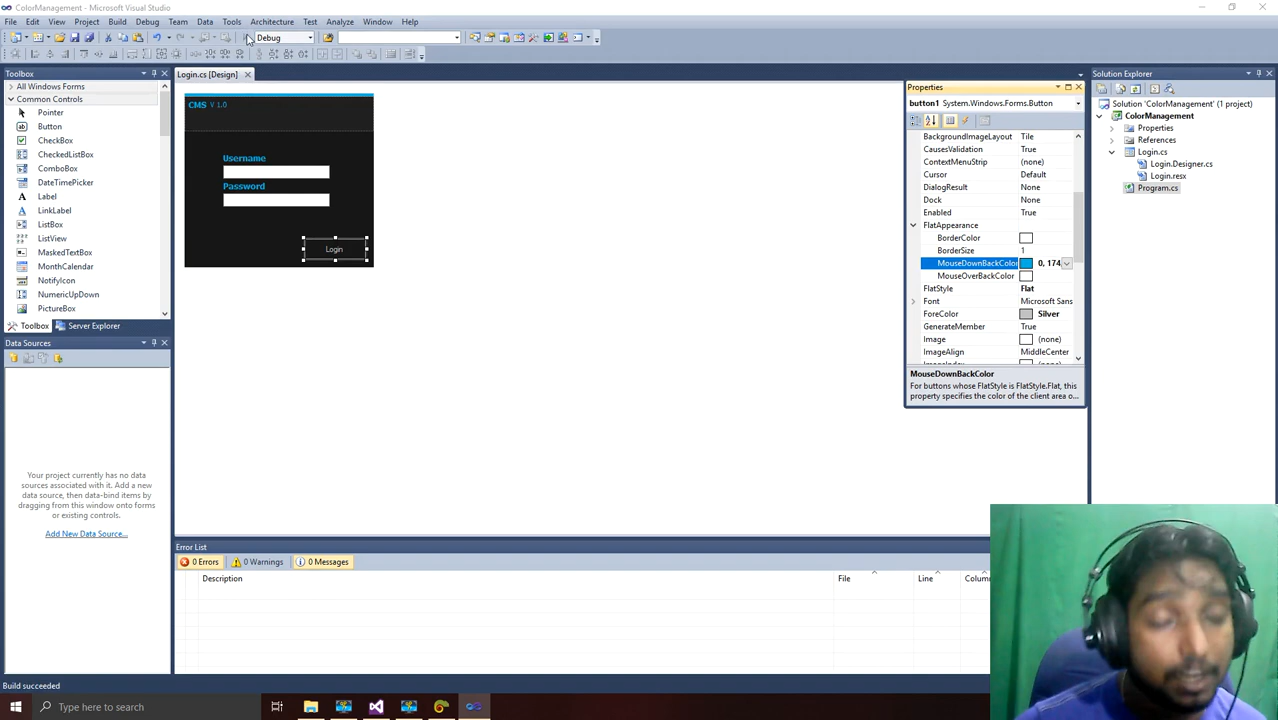 ColorManagement - Microsoft Visual Studio
File Edit View Project Build Debug Team Data Tools Architecture Test Analyze Window Help
Debug
Toolbox
All Windows Forms
Common Controls
Pointer
Button
CheckBox
CheckedListBox
ComboBox
DateTimePicker
Label
LinkLabel
ListBox
ListView
MaskedTextBox
MonthCalendar
NotifyIcon
NumericUpDown
PictureBox
Toolbox Server Explorer
Data Sources
Your project currently has no data
sources associated with it. Add a new
data source, then data-bind items by
dragging from this window onto forms
or existing controls.
Add New Data Source...
Login.cs [Design]
CMS V 1.0
Username
Password
Login
Properties
button1 System.Windows.Forms.Button
BackgroundImageLayout Tile
CausesValidation True
ContextMenuStrip (none)
Cursor Default
DialogResult None
Dock None
Enabled True
FlatAppearance
BorderColor
BorderSize 1
MouseDownBackColor 0, 174,
MouseOverBackColor
FlatStyle Flat
Font Microsoft Sans
ForeColor Silver
GenerateMember True
Image (none)
ImageAlign MiddleCenter
MouseDownBackColor
For buttons whose FlatStyle is FlatStyle.Flat, this
property specifies the color of the client area o...
Solution Explorer
Solution 'ColorManagement' (1 project)
ColorManagement
Properties
References
Login.cs
Login.Designer.cs
Login.resx
Program.cs
Error List
0 Errors 0 Warnings 0 Messages
Description File Line Column
Build succeeded
Type here to search